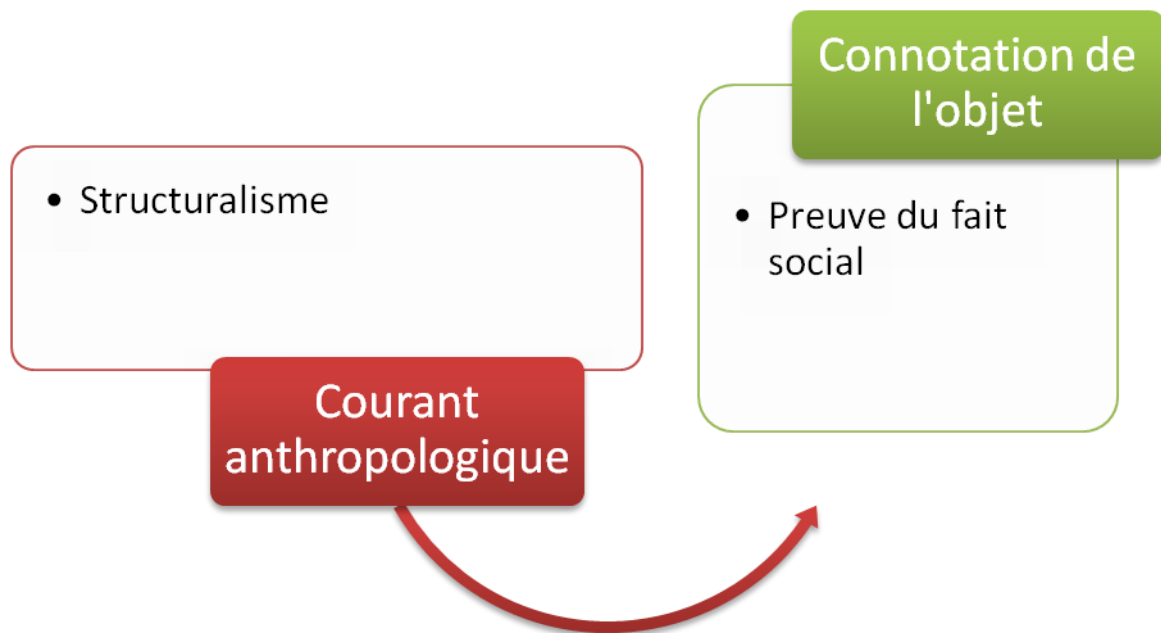 • Structuralisme
Courant
anthropologique
Connotation de
l'objet
• Preuve du fait
social